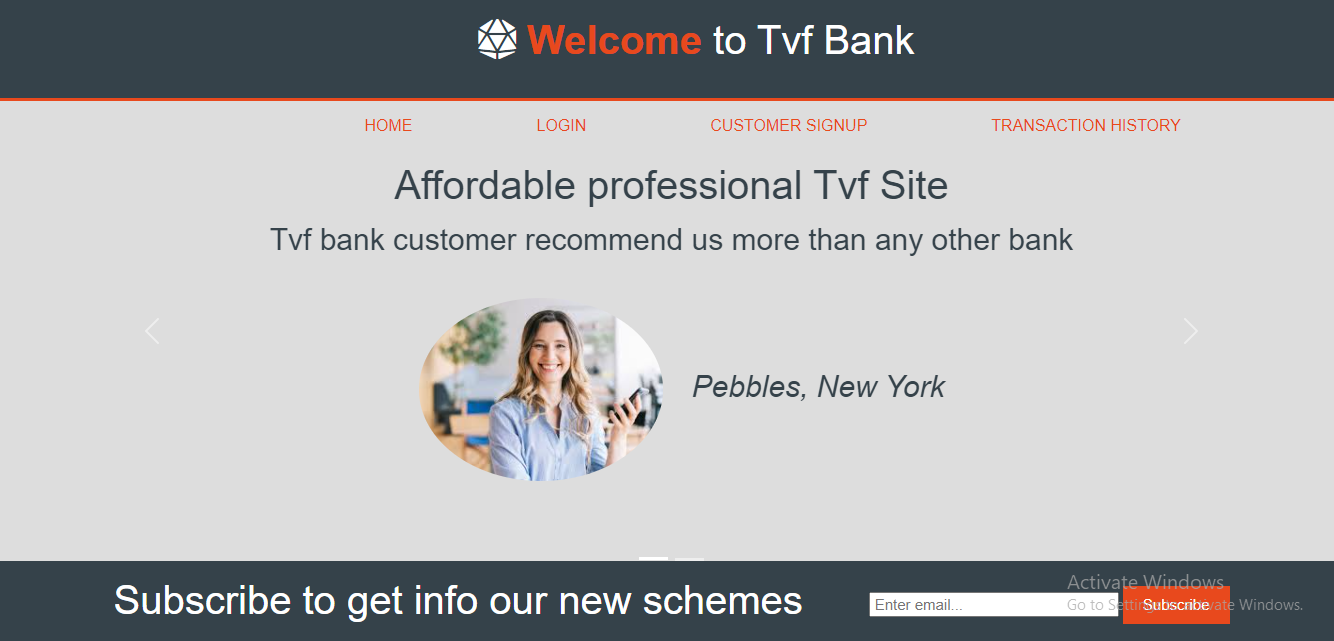 Welcome to Tvf Bank
HOME LOGIN CUSTOMER SIGNUP TRANSACTION HISTORY
Affordable professional Tvf Site
Tvf bank customer recommend us more than any other bank
Pebbles, New York
Subscribe to get info our new schemes
Enter email...
Subscribe
Activate Windows
Go to Settings to activate Windows.